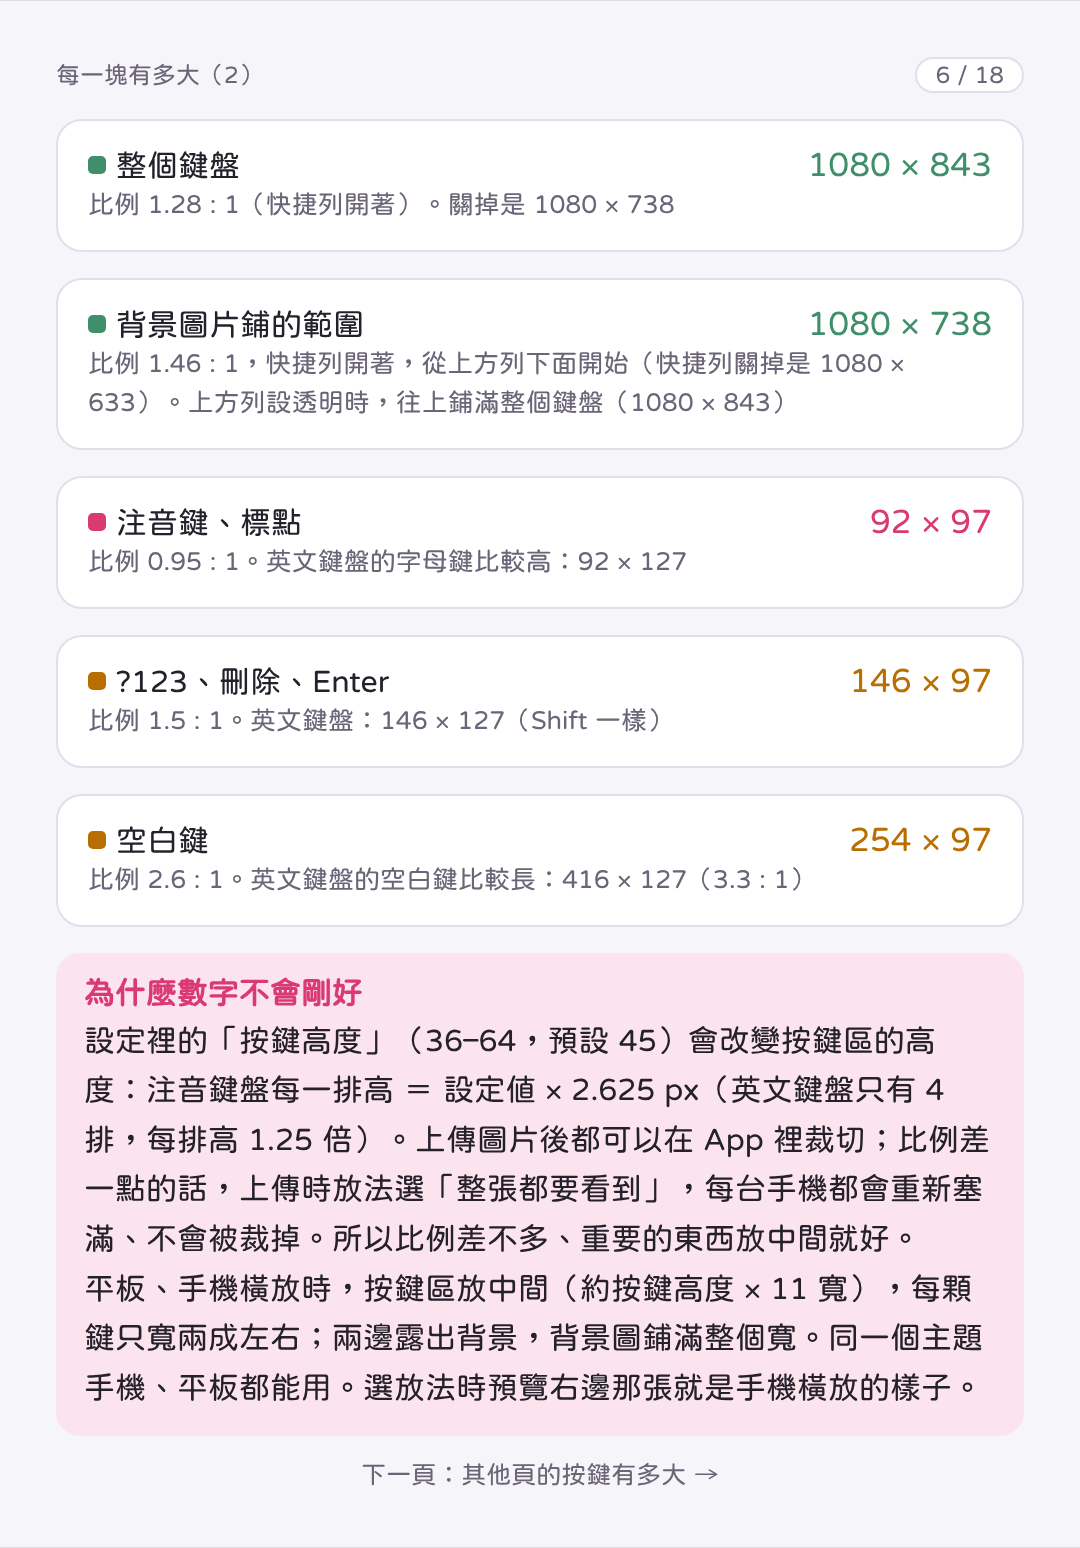 每一塊有多大（2）
6 / 18
整個鍵盤
1080 × 843
比例 1.28 : 1（快捷列開著）。關掉是 1080 × 738
背景圖片鋪的範圍
1080 × 738
比例 1.46 : 1，快捷列開著，從上方列下面開始（快捷列關掉是 1080 ×
633）。上方列設透明時，往上鋪滿整個鍵盤（1080 × 843）
注音鍵、標點
92 × 97
比例 0.95 : 1。英文鍵盤的字母鍵比較高：92 × 127
?123、刪除、Enter
146 × 97
比例 1.5 : 1。英文鍵盤：146 × 127（Shift 一樣）
空白鍵
254 × 97
比例 2.6 : 1。英文鍵盤的空白鍵比較長：416 × 127（3.3 : 1）
為什麼數字不會剛好
設定裡的「按鍵高度」（36–64，預設 45）會改變按鍵區的高
度：注音鍵盤每一排高 ＝ 設定值 × 2.625 px（英文鍵盤只有 4
排，每排高 1.25 倍）。上傳圖片後都可以在 App 裡裁切；比例差
一點的話，上傳時放法選「整張都要看到」，每台手機都會重新塞
滿、不會被裁掉。所以比例差不多、重要的東西放中間就好。
平板、手機橫放時，按鍵區放中間（約按鍵高度 × 11 寬），每顆
鍵只寬兩成左右；兩邊露出背景，背景圖鋪滿整個寬。同一個主題
手機、平板都能用。選放法時預覽右邊那張就是手機橫放的樣子。
下一頁：其他頁的按鍵有多大 →